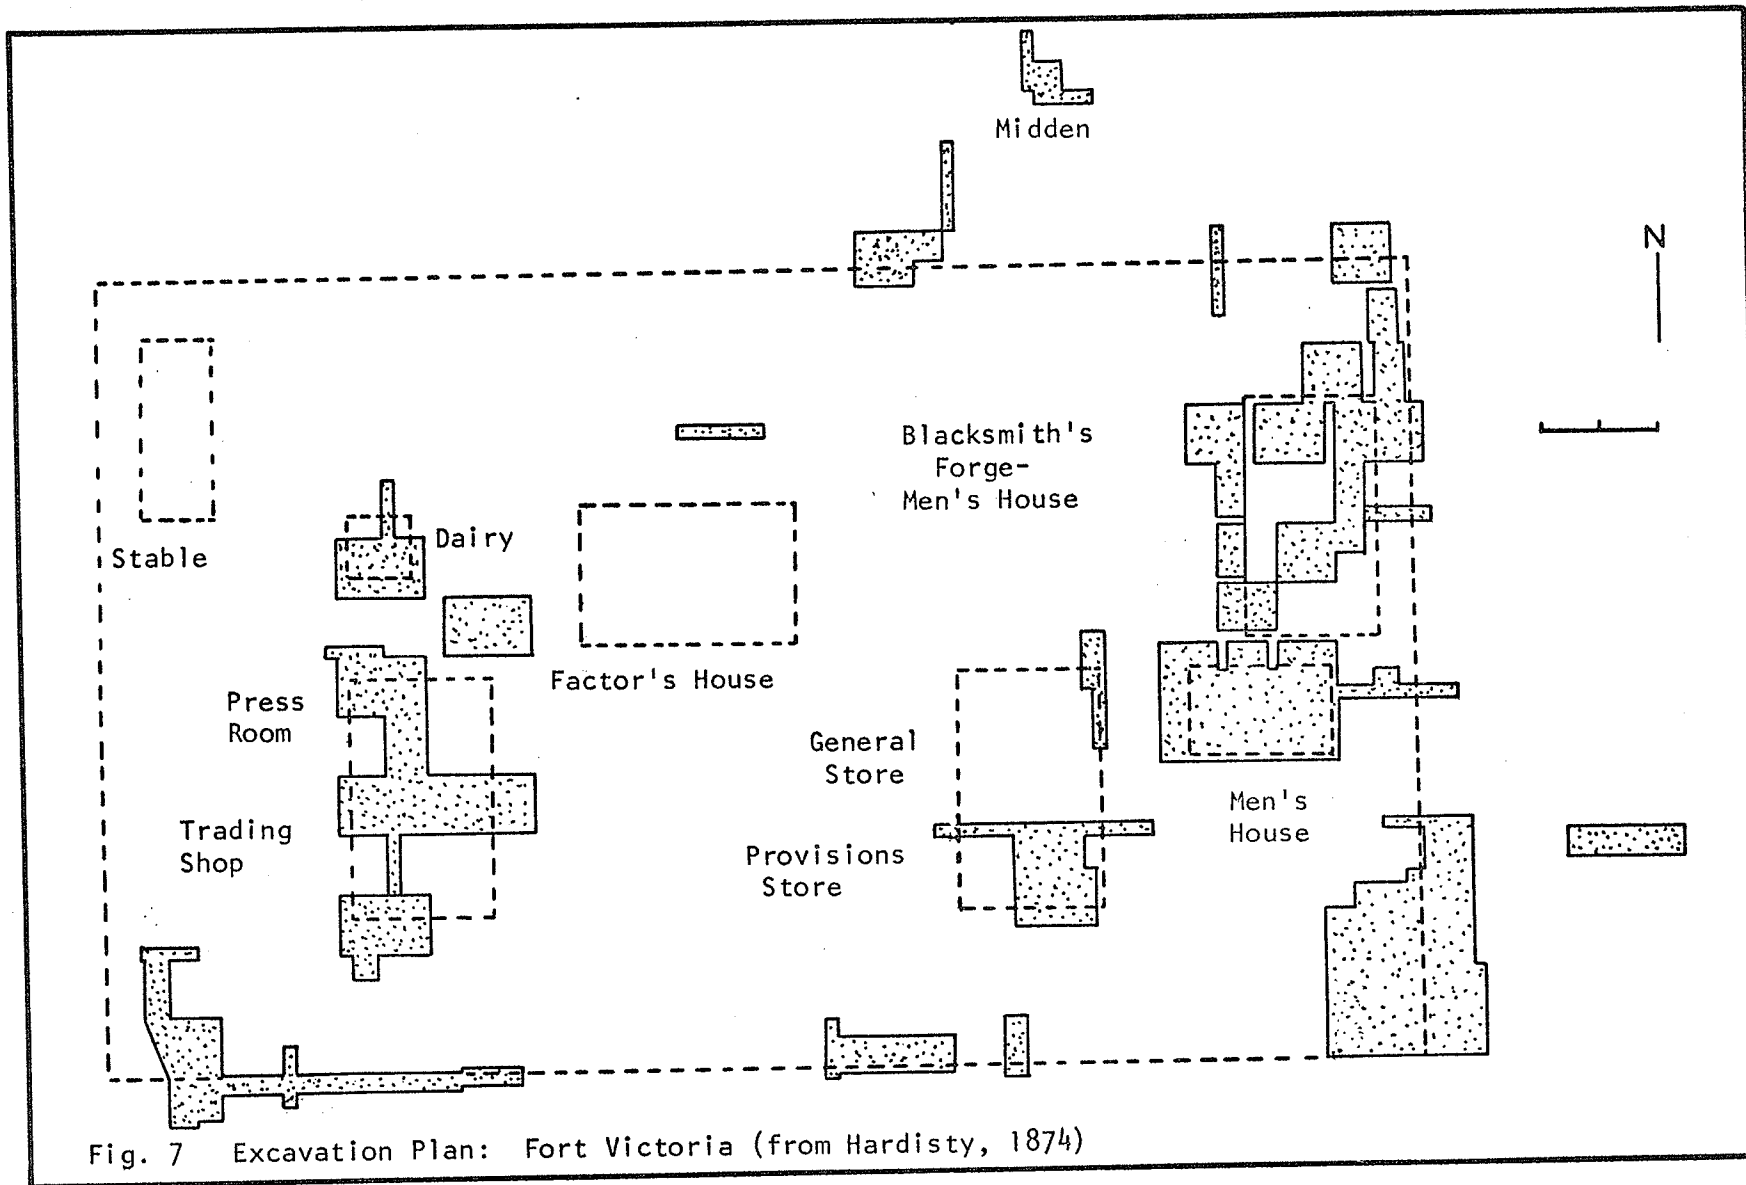 Midden
N
Blacksmith's
Forge-
Men's House
Stable
Dairy
Factor's House
Press
Room
General
Store
Trading
Shop
Provisions
Store
Men's
House
Fig. 7 Excavation Plan: Fort Victoria (from Hardisty, 1874)